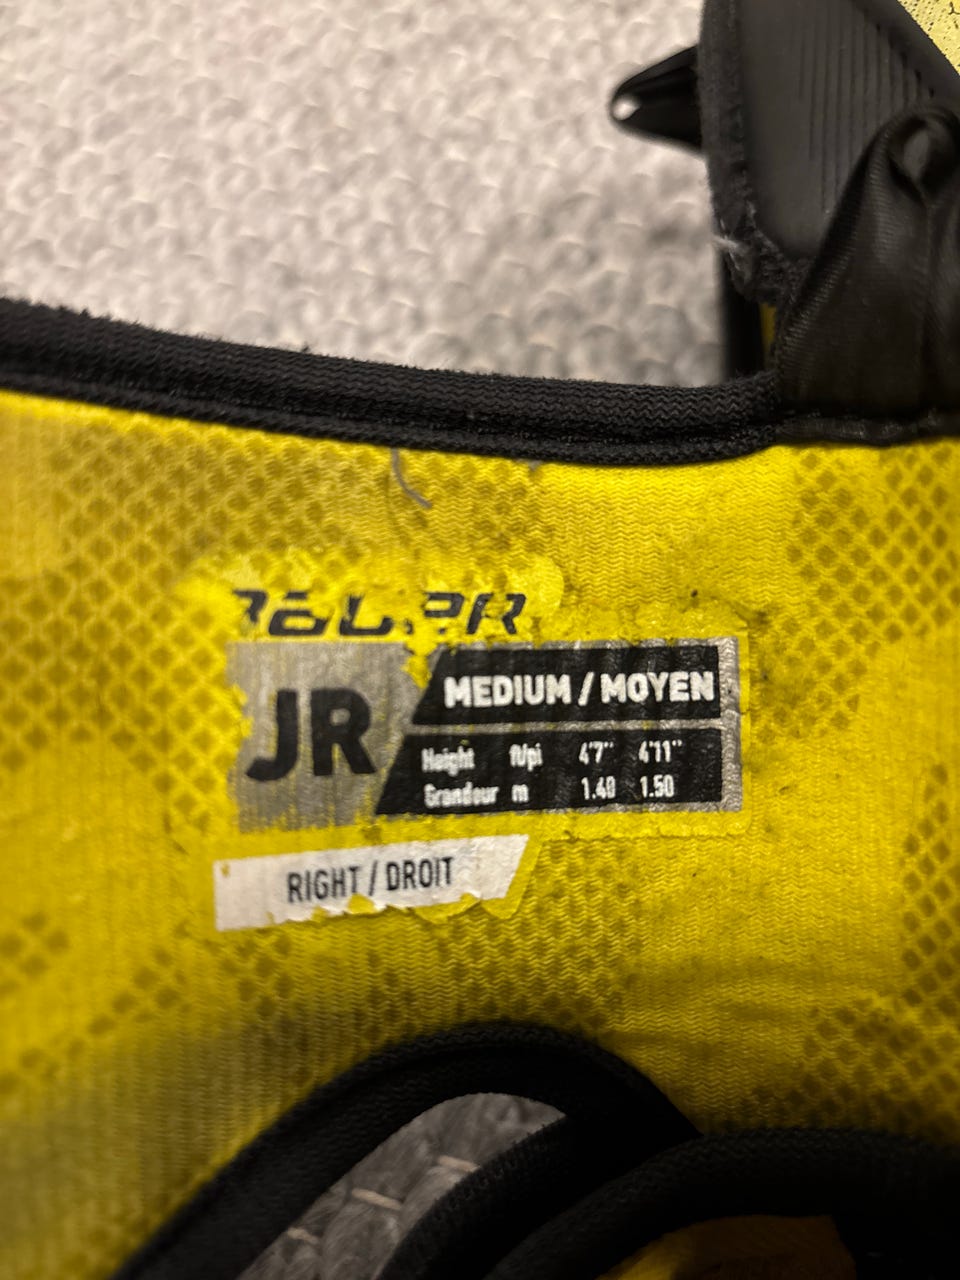 JR
MEDIUM / MOYEN
Height ft/pi 4'7" 4'11"
Grandeur m 1.40 1.50
RIGHT / DROIT